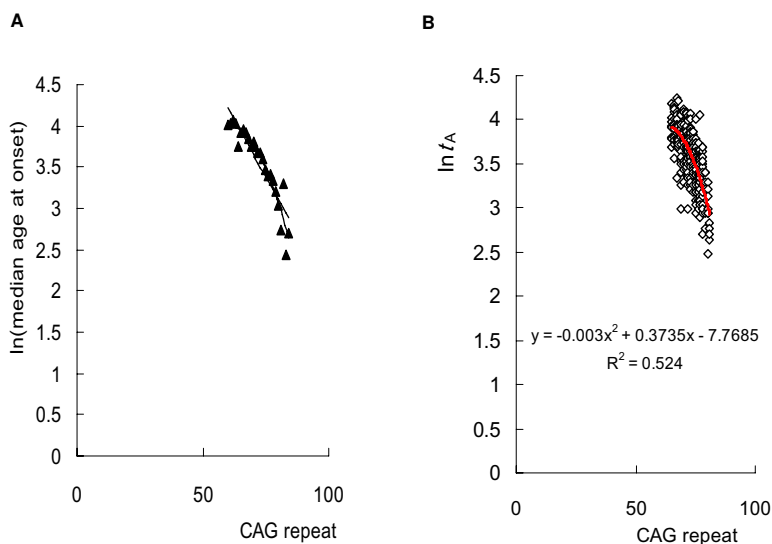 A
ln(median age at onset)
4.5
4
3.5
3
2.5
2
1.5
1
0.5
0
0 50 100
CAG repeat
B
ln tA
4.5
4
3.5
3
2.5
2
1.5
1
0.5
0
y = -0.003x² + 0.3735x - 7.7685
R² = 0.524
0 50 100
CAG repeat